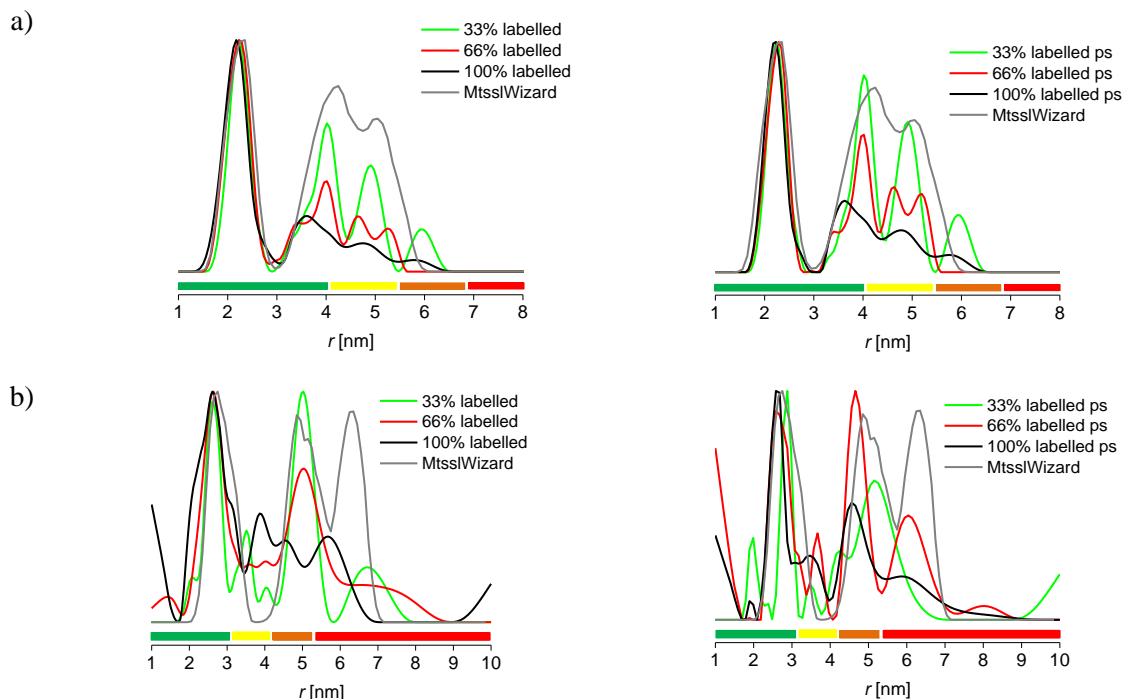 a)
33% labelled
66% labelled
100% labelled
MtsslWizard
1 2 3 4 5 6 7 8
r [nm]
33% labelled ps
66% labelled ps
100% labelled ps
MtsslWizard
1 2 3 4 5 6 7 8
r [nm]
b)
33% labelled
66% labelled
100% labelled
MtsslWizard
1 2 3 4 5 6 7 8 9 10
r [nm]
33% labelled ps
66% labelled ps
100% labelled ps
MtsslWizard
1 2 3 4 5 6 7 8 9 10
r [nm]